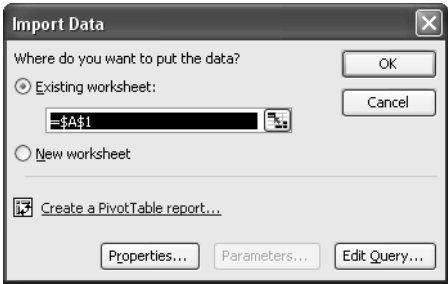 Import Data
Where do you want to put the data?
OK
Existing worksheet:
=$A$1
Cancel
New worksheet
Create a PivotTable report...
Properties...
Parameters...
Edit Query...